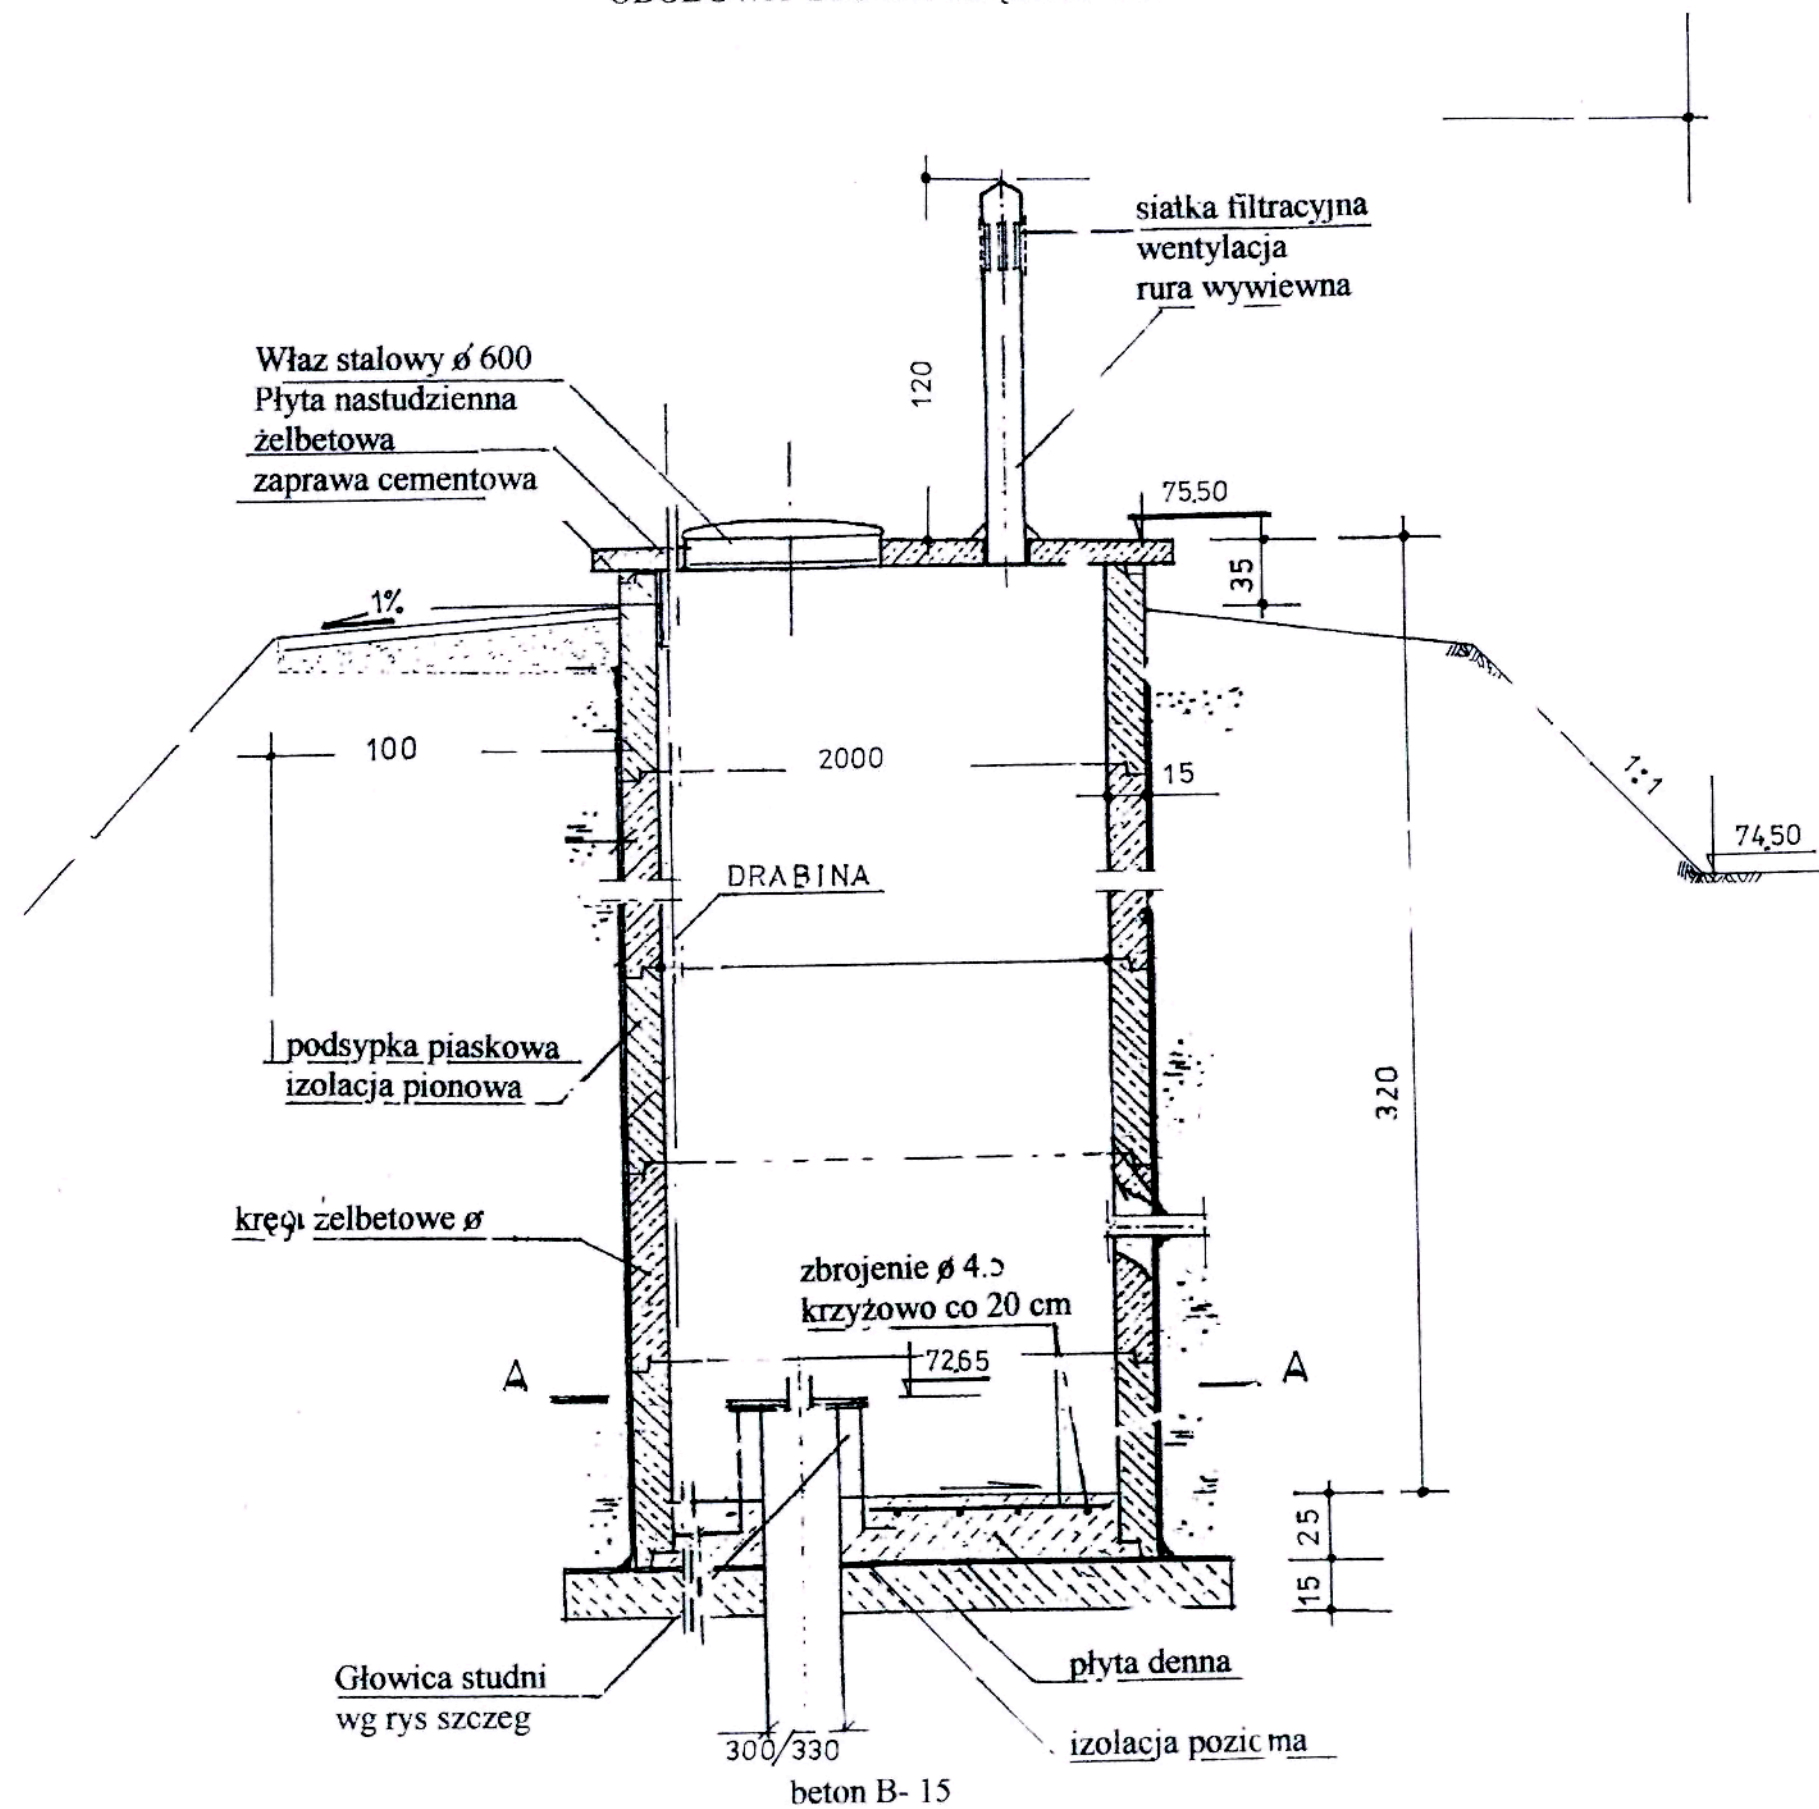 siatka filtracyjna
wentylacja
rura wywiewna
120
Właz stalowy ø 600
Płyta nastudzienna
żelbetowa
zaprawa cementowa
75.50
35
1%
100
2000
15
1:1
74.50
DRABINA
podsypka piaskowa
izolacja pionowa
320
kręgi żelbetowe ø
zbrojenie ø 4.5
krzyżowo co 20 cm
72.65
A
A
25
15
Głowica studni
wg rys szczeg
płyta denna
izolacja pozioma
300/330
beton B- 15